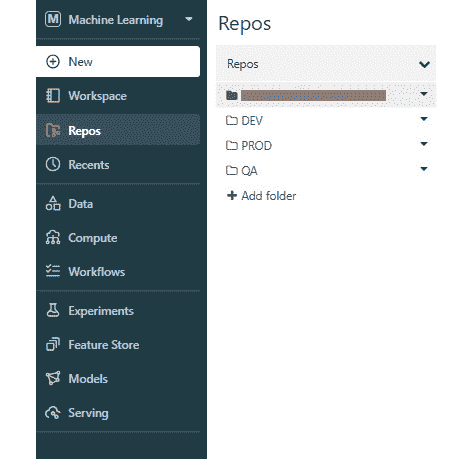 M Machine Learning
New
Workspace
Repos
Recents
Data
Compute
Workflows
Experiments
Feature Store
Models
Serving
Repos
Repos
DEV
PROD
QA
Add folder